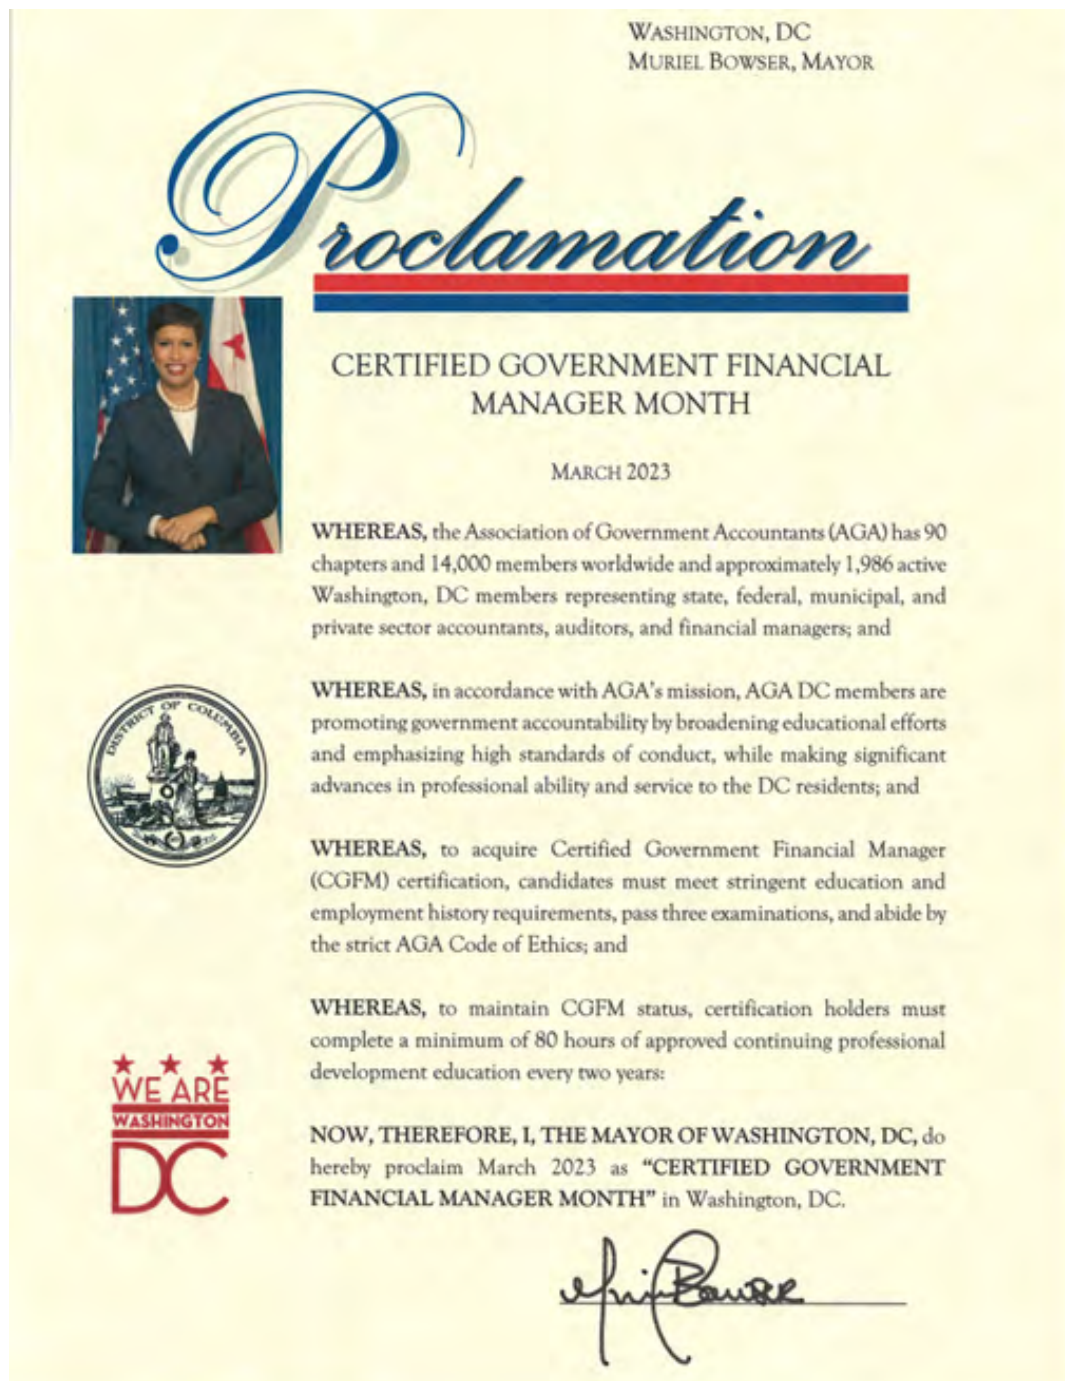 WASHINGTON, DC
MURIEL BOWSER, MAYOR
Proclamation
CERTIFIED GOVERNMENT FINANCIAL
MANAGER MONTH
MARCH 2023
WHEREAS, the Association of Government Accountants (AGA) has 90
chapters and 14,000 members worldwide and approximately 1,986 active
Washington, DC members representing state, federal, municipal, and
private sector accountants, auditors, and financial managers; and
WHEREAS, in accordance with AGA's mission, AGA DC members are
promoting government accountability by broadening educational efforts
and emphasizing high standards of conduct, while making significant
advances in professional ability and service to the DC residents; and
DISTRICT OF COLUMBIA
WHEREAS, to acquire Certified Government Financial Manager
(CGFM) certification, candidates must meet stringent education and
employment history requirements, pass three examinations, and abide by
the strict AGA Code of Ethics; and
WHEREAS, to maintain CGFM status, certification holders must
complete a minimum of 80 hours of approved continuing professional
development education every two years:
WE ARE
WASHINGTON
DC
NOW, THEREFORE, I, THE MAYOR OF WASHINGTON, DC, do
hereby proclaim March 2023 as “CERTIFIED GOVERNMENT
FINANCIAL MANAGER MONTH” in Washington, DC.
Muriel Bowser